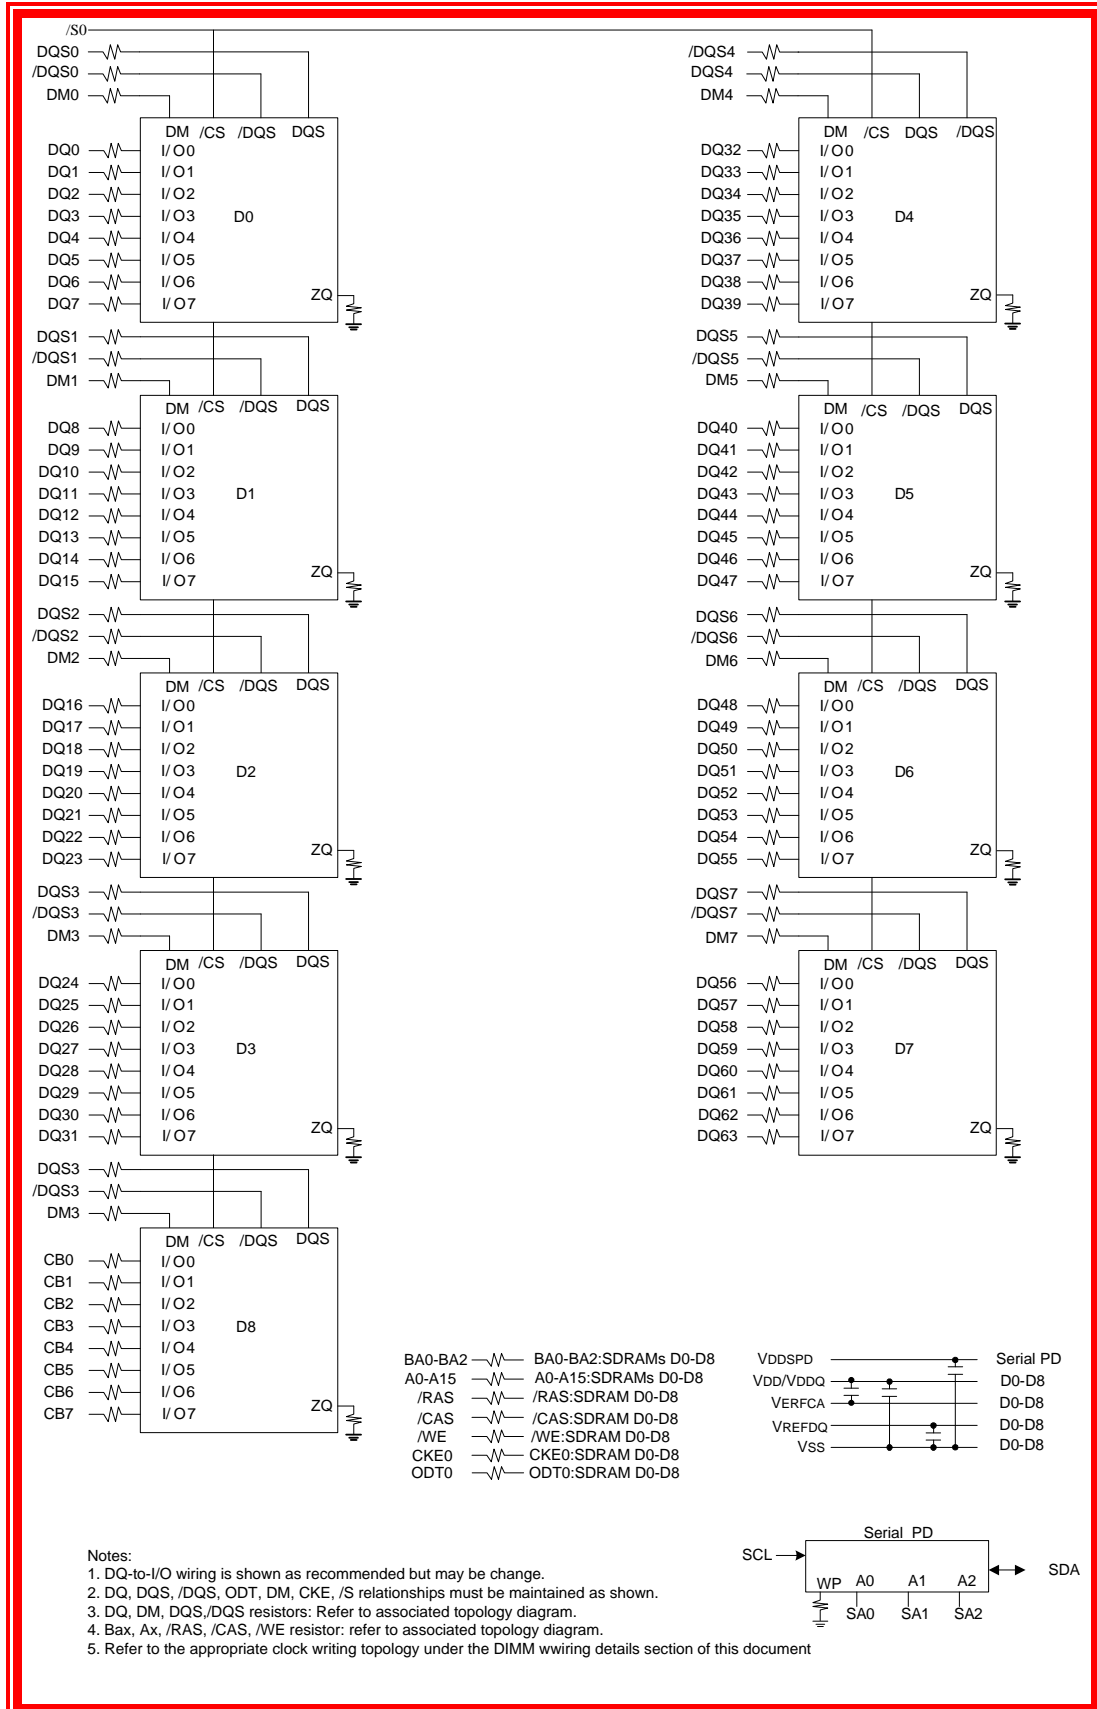 /S0
DQS0
/DQS0
DM0
DM /CS /DQS DQS
DQ0 I/O0
DQ1 I/O1
DQ2 I/O2
DQ3 I/O3 D0
DQ4 I/O4
DQ5 I/O5
DQ6 I/O6
DQ7 I/O7
ZQ
DQS1
/DQS1
DM1
DM /CS /DQS DQS
DQ8 I/O0
DQ9 I/O1
DQ10 I/O2
DQ11 I/O3 D1
DQ12 I/O4
DQ13 I/O5
DQ14 I/O6
DQ15 I/O7
ZQ
DQS2
/DQS2
DM2
DM /CS /DQS DQS
DQ16 I/O0
DQ17 I/O1
DQ18 I/O2
DQ19 I/O3 D2
DQ20 I/O4
DQ21 I/O5
DQ22 I/O6
DQ23 I/O7
ZQ
DQS3
/DQS3
DM3
DM /CS /DQS DQS
DQ24 I/O0
DQ25 I/O1
DQ26 I/O2
DQ27 I/O3 D3
DQ28 I/O4
DQ29 I/O5
DQ30 I/O6
DQ31 I/O7
ZQ
DQS3
/DQS3
DM3
DM /CS /DQS DQS
CB0 I/O0
CB1 I/O1
CB2 I/O2
CB3 I/O3 D8
CB4 I/O4
CB5 I/O5
CB6 I/O6
CB7 I/O7
ZQ
/DQS4
DQS4
DM4
DM /CS DQS /DQS
DQ32 I/O0
DQ33 I/O1
DQ34 I/O2
DQ35 I/O3 D4
DQ36 I/O4
DQ37 I/O5
DQ38 I/O6
DQ39 I/O7
ZQ
DQS5
/DQS5
DM5
DM /CS /DQS DQS
DQ40 I/O0
DQ41 I/O1
DQ42 I/O2
DQ43 I/O3 D5
DQ44 I/O4
DQ45 I/O5
DQ46 I/O6
DQ47 I/O7
ZQ
DQS6
/DQS6
DM6
DM /CS /DQS DQS
DQ48 I/O0
DQ49 I/O1
DQ50 I/O2
DQ51 I/O3 D6
DQ52 I/O4
DQ53 I/O5
DQ54 I/O6
DQ55 I/O7
ZQ
DQS7
/DQS7
DM7
DM /CS /DQS DQS
DQ56 I/O0
DQ57 I/O1
DQ58 I/O2
DQ59 I/O3 D7
DQ60 I/O4
DQ61 I/O5
DQ62 I/O6
DQ63 I/O7
ZQ
BA0-BA2 BA0-BA2:SDRAMs D0-D8
A0-A15 A0-A15:SDRAMs D0-D8
/RAS /RAS:SDRAM D0-D8
/CAS /CAS:SDRAM D0-D8
/WE /WE:SDRAM D0-D8
CKE0 CKE0:SDRAM D0-D8
ODT0 ODT0:SDRAM D0-D8
VDDSPD Serial PD
VDD/VDDQ D0-D8
VERFCA D0-D8
VREFDQ D0-D8
VSS D0-D8
Serial PD
SCL SDA
WP A0 A1 A2
SA0 SA1 SA2
Notes:
1. DQ-to-I/O wiring is shown as recommended but may be change.
2. DQ, DQS, /DQS, ODT, DM, CKE, /S relationships must be maintained as shown.
3. DQ, DM, DQS,/DQS resistors: Refer to associated topology diagram.
4. Bax, Ax, /RAS, /CAS, /WE resistor: refer to associated topology diagram.
5. Refer to the appropriate clock writing topology under the DIMM wwiring details section of this document